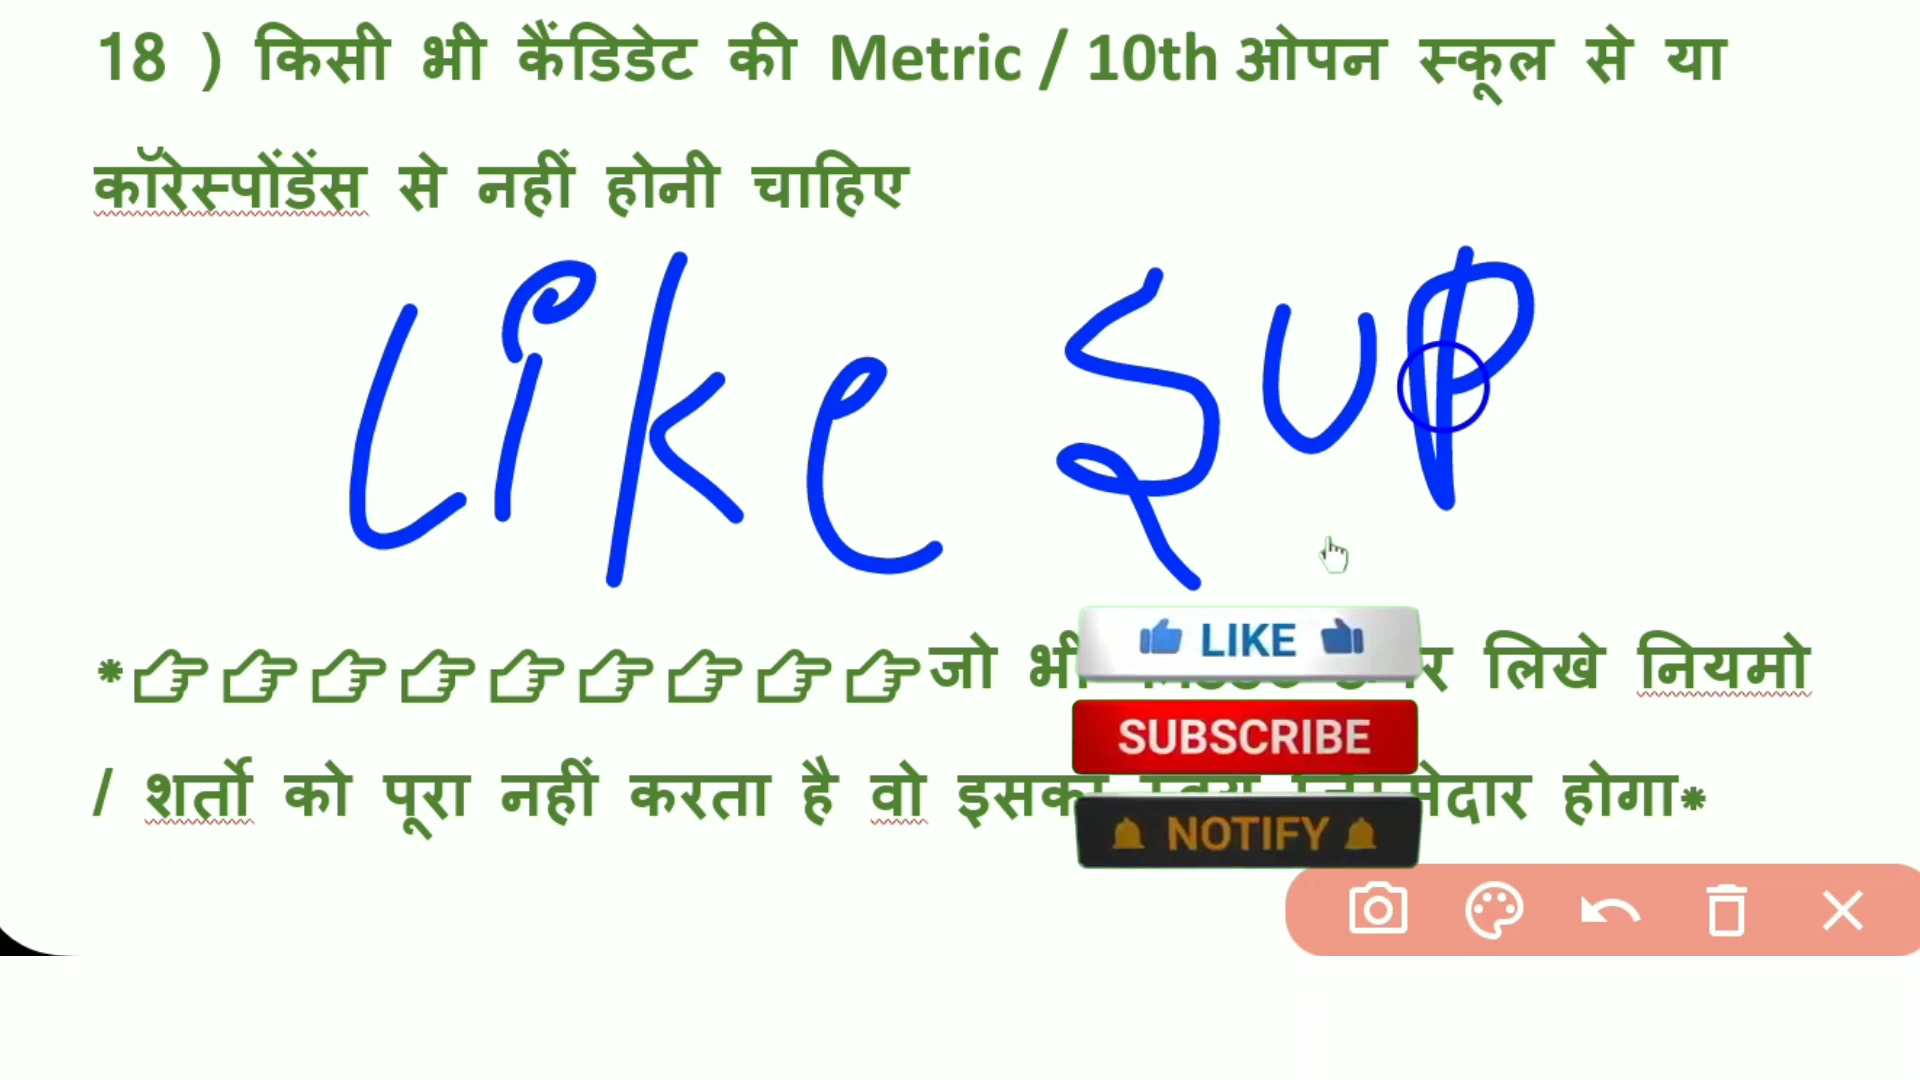 18 ) किसी भी कैंडिडेट की Metric / 10th ओपन स्कूल से या
कॉरेस्पोंडेंस से नहीं होनी चाहिए
Like SUP
*👉👉👉👉👉👉👉👉👉जो भी लिखे नियमो
LIKE
SUBSCRIBE
/ शर्तो को पूरा नहीं करता है वो इसका होगा*
NOTIFY